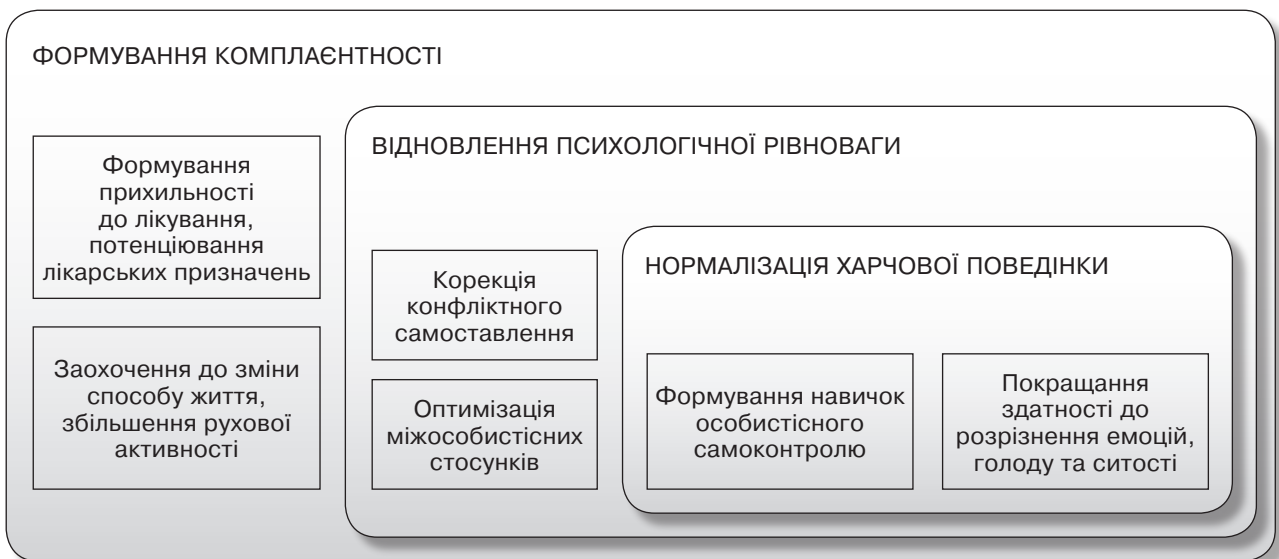 ФОРМУВАННЯ КОМПЛАЄНТНОСТІ
Формування
прихильності
до лікування,
потенціювання
лікарських призначень
Заохочення до зміни
способу життя,
збільшення рухової
активності
ВІДНОВЛЕННЯ ПСИХОЛОГІЧНОЇ РІВНОВАГИ
Корекція
конфліктного
самоставлення
Оптимізація
міжособистісних
стосунків
НОРМАЛІЗАЦІЯ ХАРЧОВОЇ ПОВЕДІНКИ
Формування навичок
особистісного
самоконтролю
Покращання
здатності до
розрізнення емоцій,
голоду та ситості